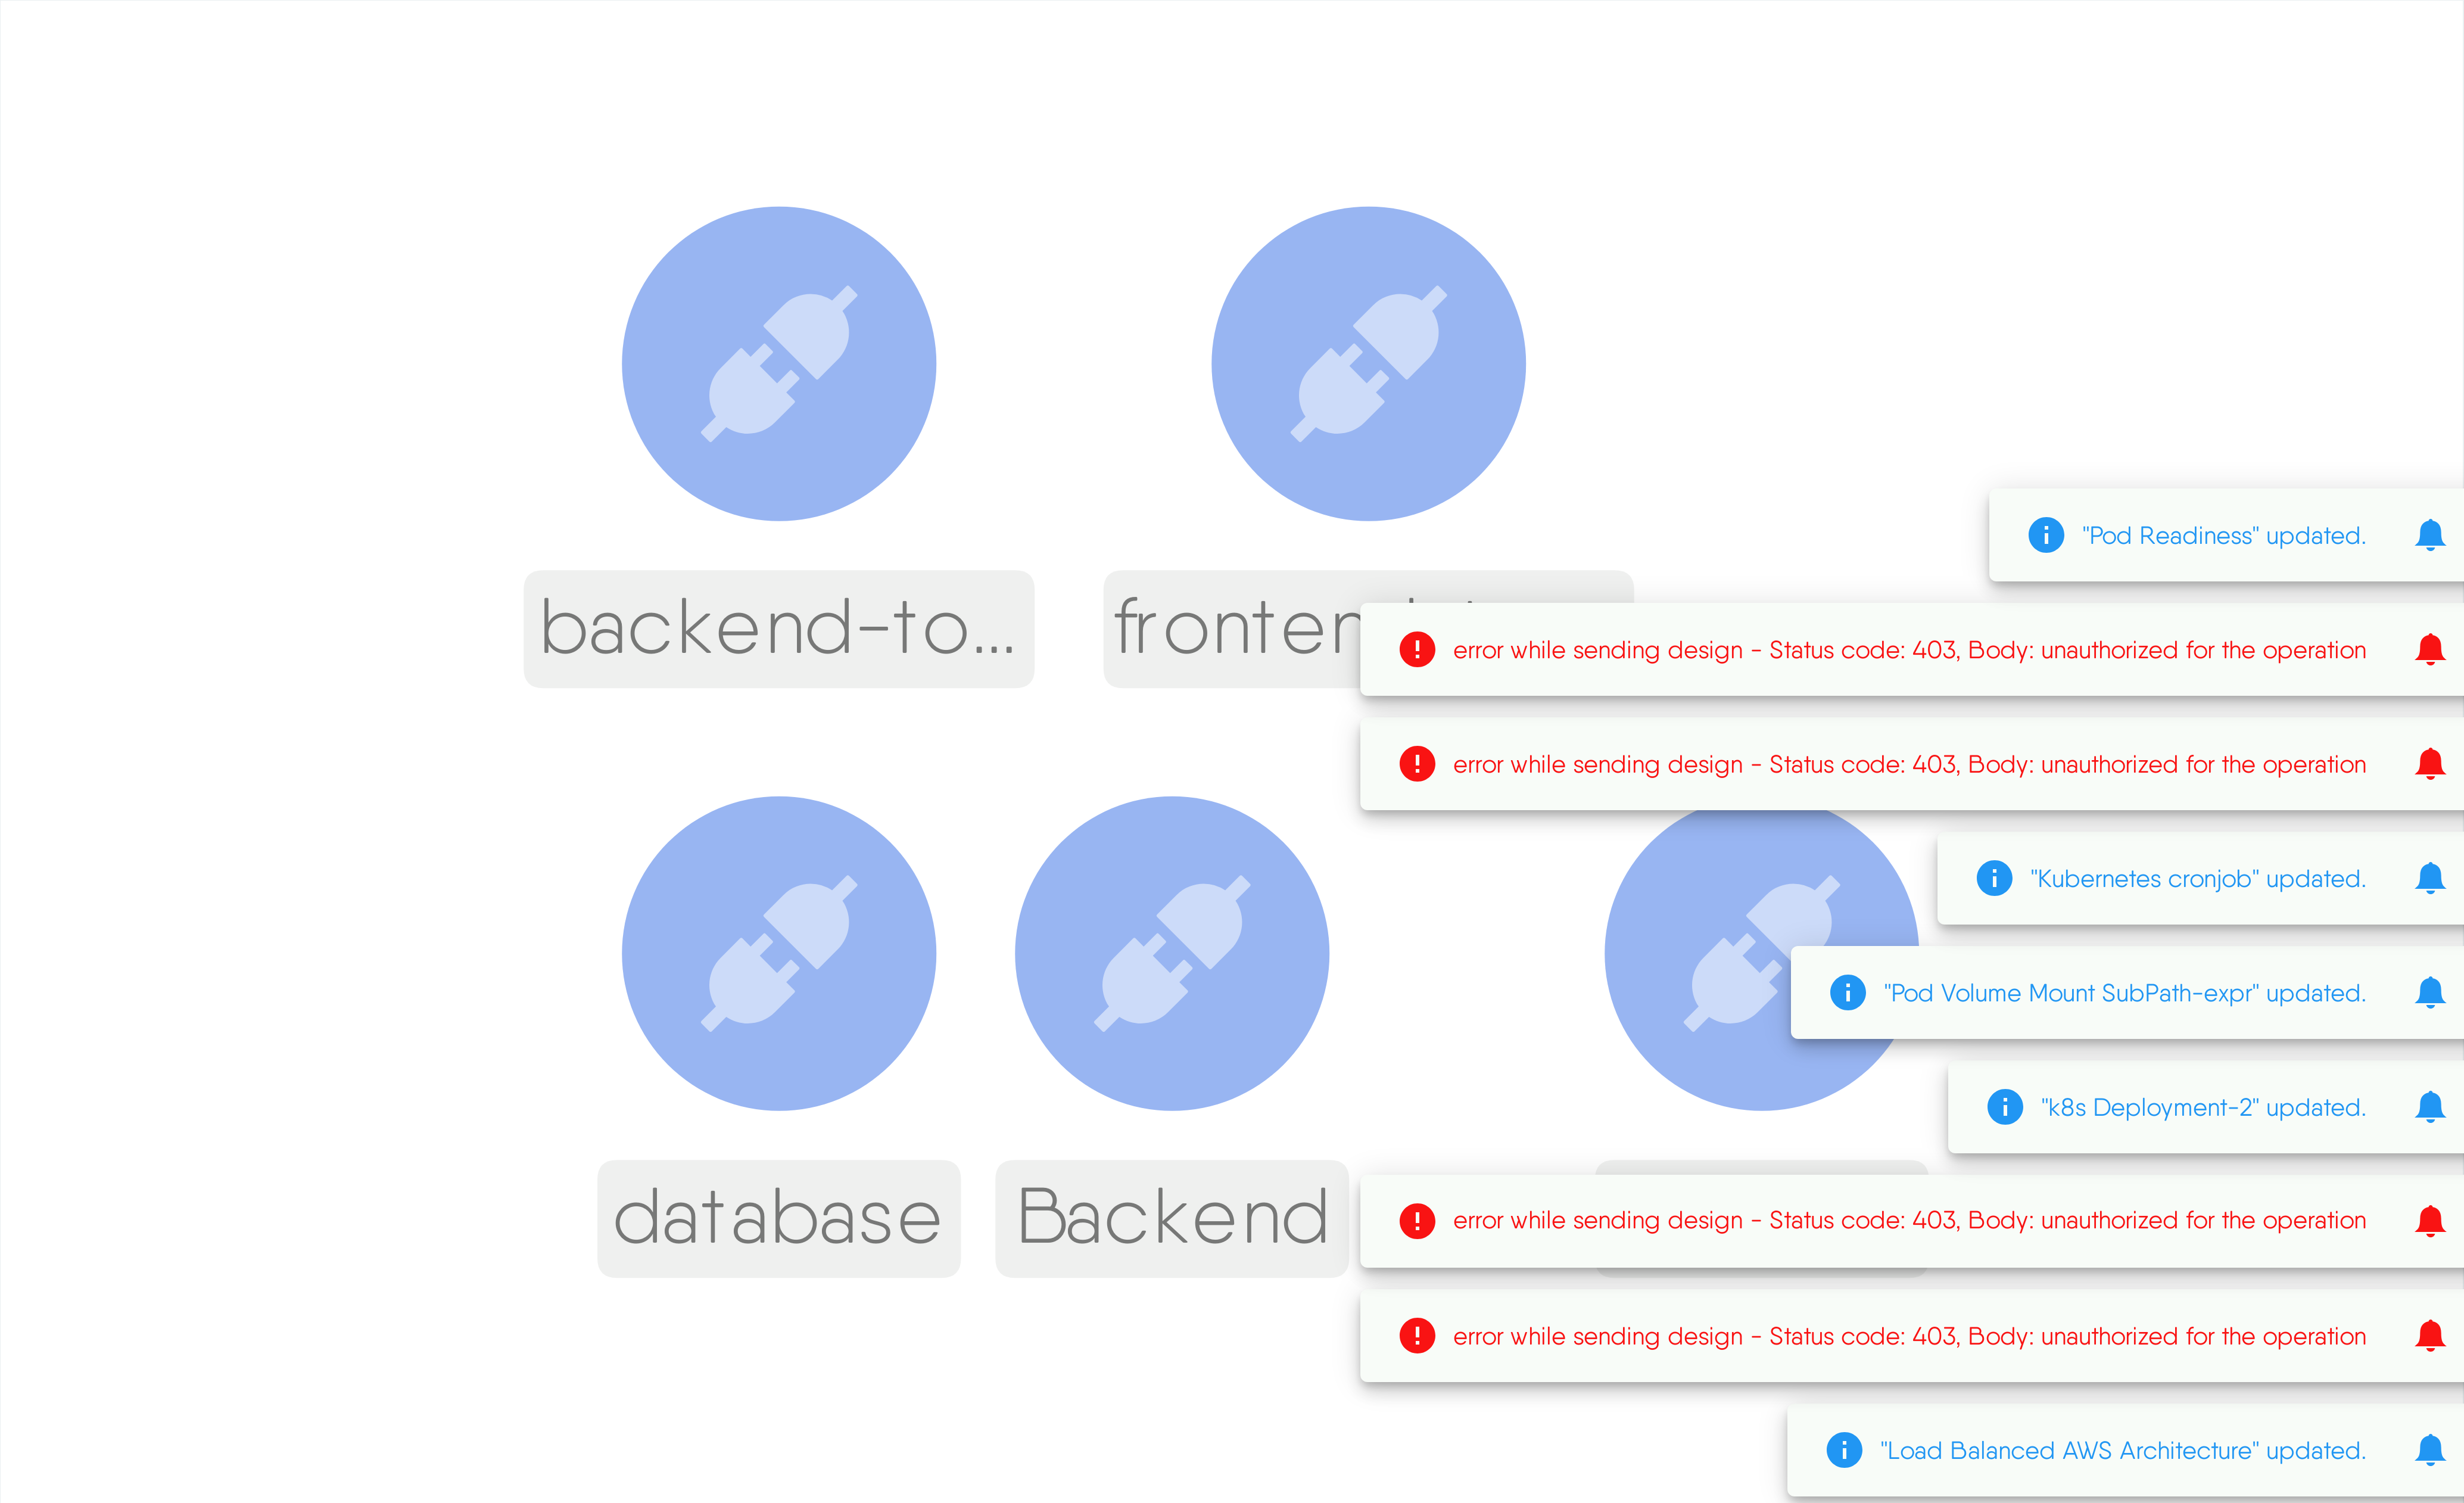 backend-to...
"Pod Readiness" updated.
error while sending design - Status code: 403, Body: unauthorized for the operation
error while sending design - Status code: 403, Body: unauthorized for the operation
"Kubernetes cronjob" updated.
"Pod Volume Mount SubPath-expr" updated.
"k8s Deployment-2" updated.
database
Backend
error while sending design - Status code: 403, Body: unauthorized for the operation
error while sending design - Status code: 403, Body: unauthorized for the operation
"Load Balanced AWS Architecture" updated.